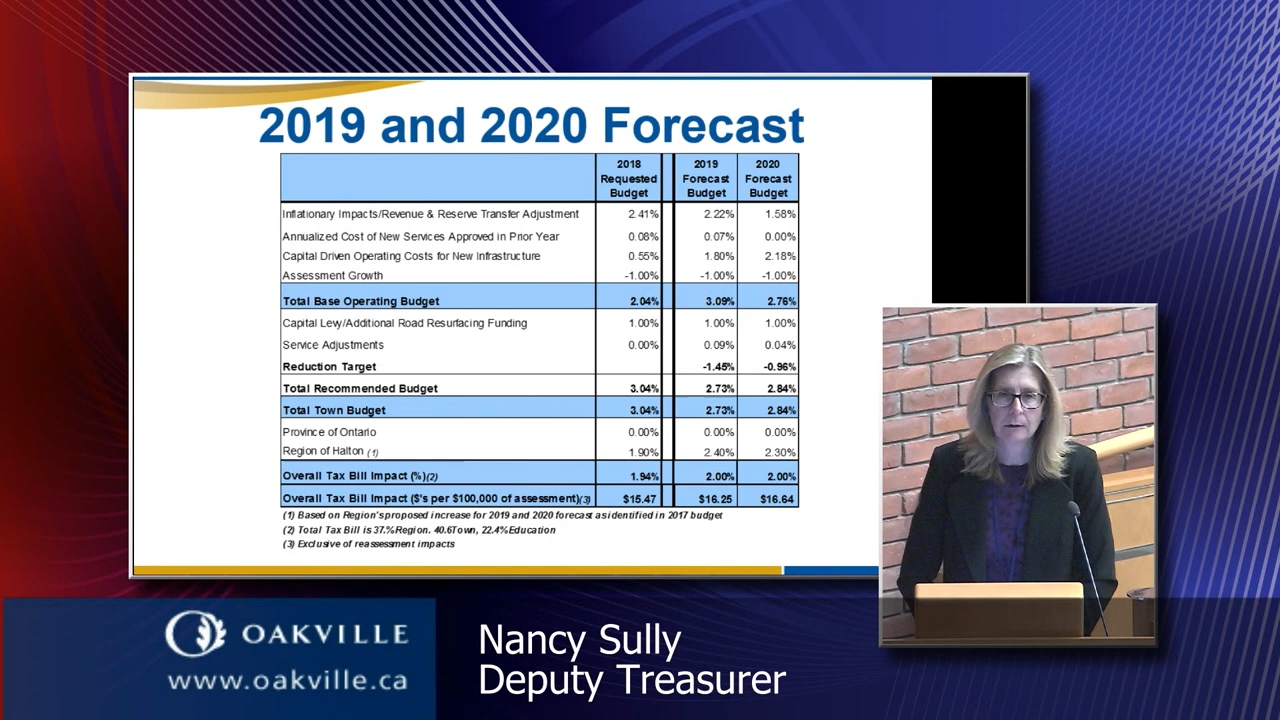 2019 and 2020 Forecast
2018 Requested Budget 2019 Forecast Budget 2020 Forecast Budget
Inflationary Impacts/Revenue & Reserve Transfer Adjustment 2.41% 2.22% 1.58%
Annualized Cost of New Services Approved in Prior Year 0.08% 0.07% 0.00%
Capital Driven Operating Costs for New Infrastructure 0.55% 1.80% 2.18%
Assessment Growth -1.00% -1.00% -1.00%
Total Base Operating Budget 2.04% 3.09% 2.76%
Capital Levy/Additional Road Resurfacing Funding 1.00% 1.00% 1.00%
Service Adjustments 0.00% 0.09% 0.04%
Reduction Target -1.45% -0.96%
Total Recommended Budget 3.04% 2.73% 2.84%
Total Town Budget 3.04% 2.73% 2.84%
Province of Ontario 0.00% 0.00% 0.00%
Region of Halton (1) 1.90% 2.40% 2.30%
Overall Tax Bill Impact (%)(2) 1.94% 2.00% 2.00%
Overall Tax Bill Impact ($'s per $100,000 of assessment)(3) $15.47 $16.25 $16.64
(1) Based on Region's proposed increase for 2019 and 2020 forecast as identified in 2017 budget
(2) Total Tax Bill is 37.%Region. 40.6Town, 22.4%Education
(3) Exclusive of reassessment impacts
OAKVILLE
www.oakville.ca
Nancy Sully
Deputy Treasurer